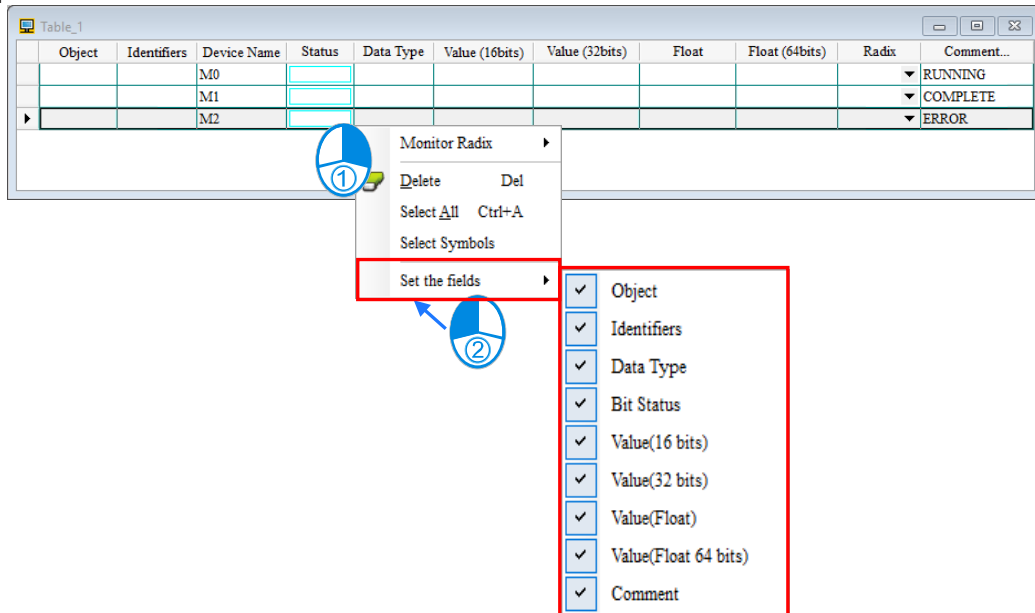 Table_1
Object Identifiers Device Name Status Data Type Value (16bits) Value (32bits) Float Float (64bits) Radix Comment...
M0 RUNNING
M1 COMPLETE
M2 ERROR
Monitor Radix
①
Delete Del
Select All Ctrl+A
Select Symbols
Set the fields
②
Object
Identifiers
Data Type
Bit Status
Value(16 bits)
Value(32 bits)
Value(Float)
Value(Float 64 bits)
Comment